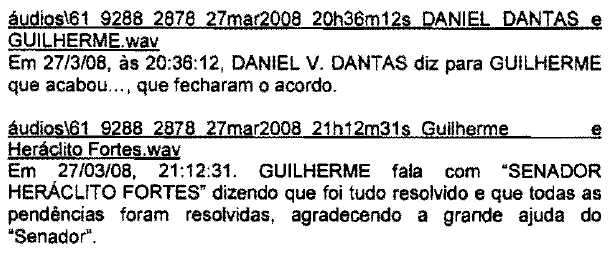 áudios\61 9288 2878 27mar2008 20h36m12s DANIEL DANTAS e
GUILHERME.wav
Em 27/3/08, às 20:36:12, DANIEL V. DANTAS diz para GUILHERME
que acabou..., que fecharam o acordo.
áudios\61 9288 2878 27mar2008 21h12m31s Guilherme e
Heráclito Fortes.wav
Em 27/03/08, 21:12:31. GUILHERME fala com “SENADOR
HERÁCLITO FORTES” dizendo que foi tudo resolvido e que todas as
pendências foram resolvidas, agradecendo a grande ajuda do
“Senador”.